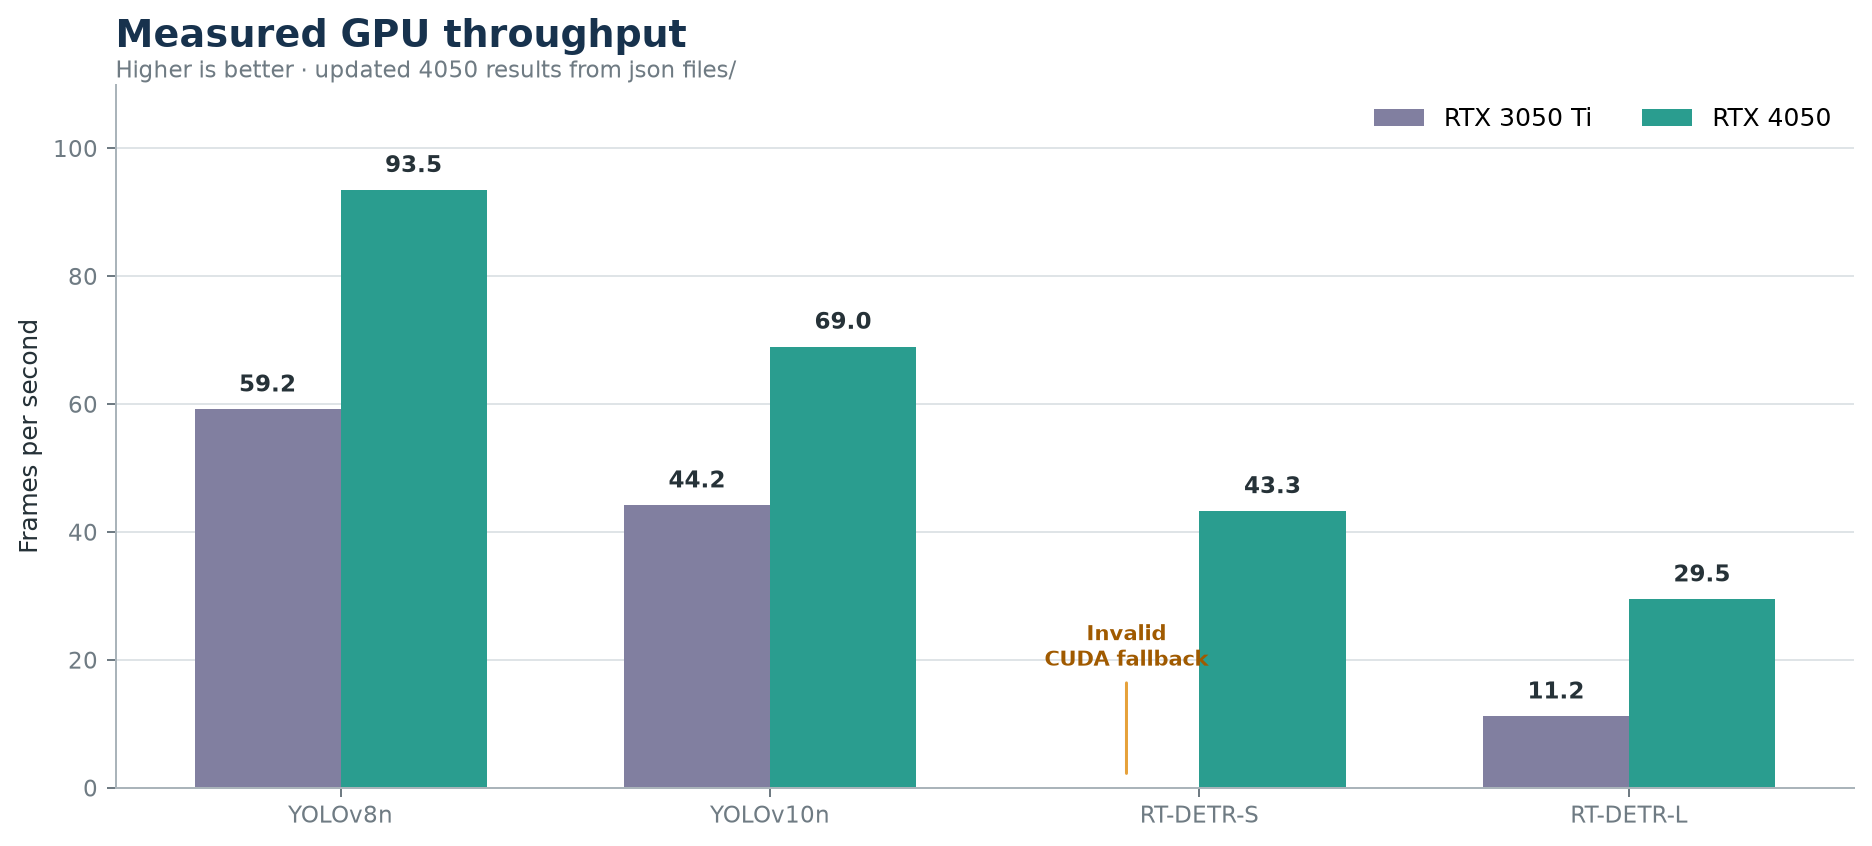 Measured GPU throughput
Higher is better · updated 4050 results from json files/
RTX 3050 Ti
RTX 4050
Frames per second
100
80
60
40
20
0
59.2
93.5
44.2
69.0
Invalid
CUDA fallback
43.3
11.2
29.5
YOLOv8n
YOLOv10n
RT-DETR-S
RT-DETR-L